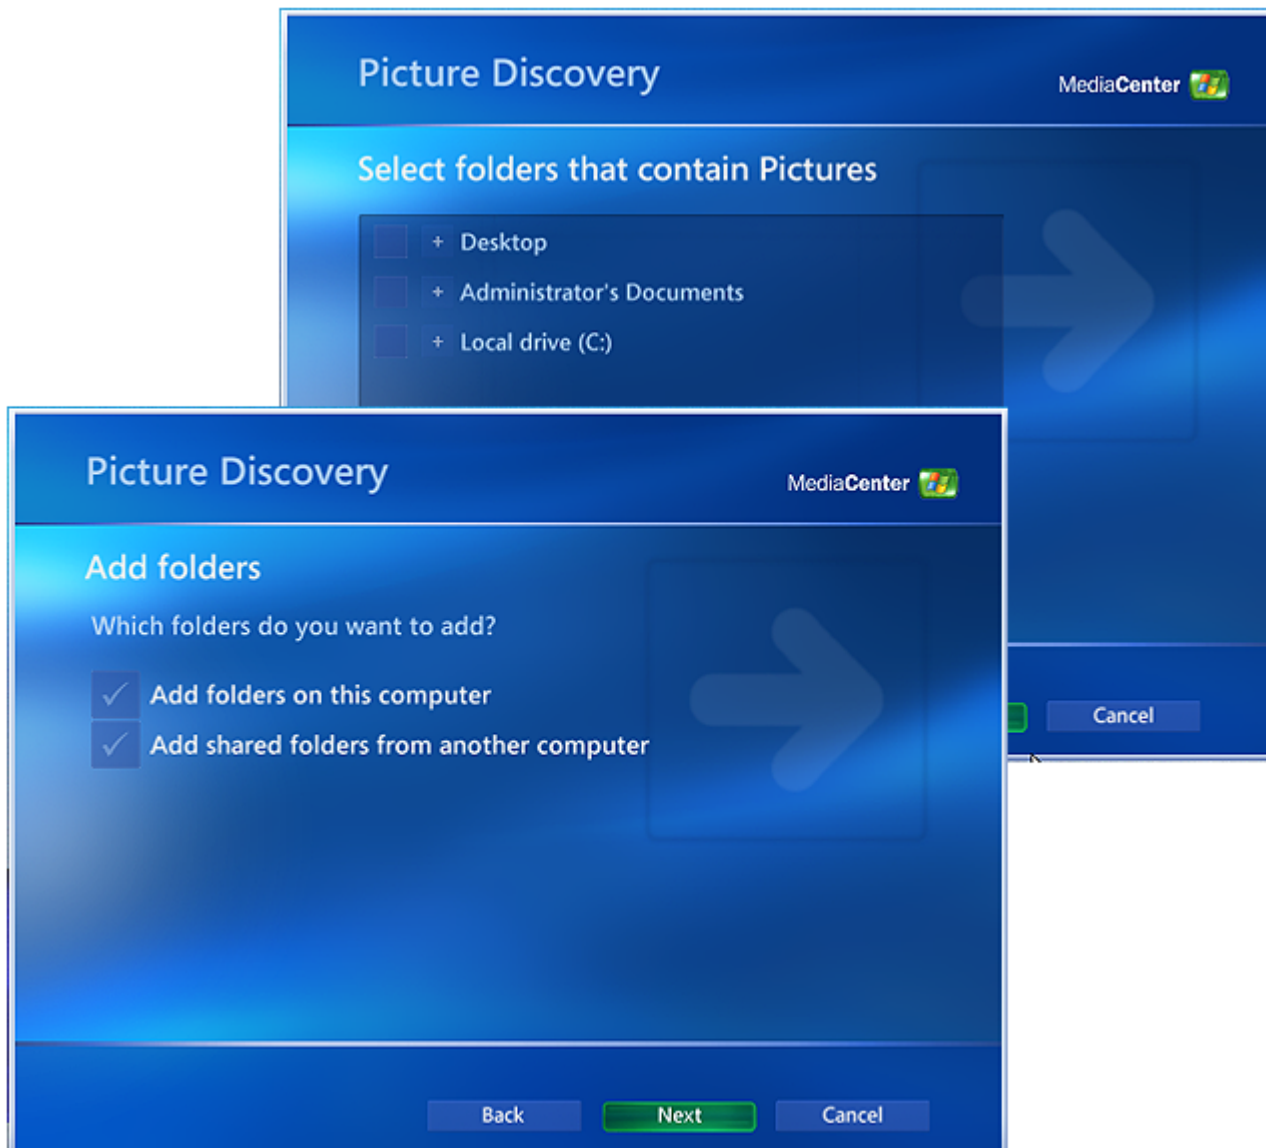 Picture Discovery
MediaCenter
Select folders that contain Pictures
+ Desktop
+ Administrator's Documents
+ Local drive (C:)
Cancel
Picture Discovery
MediaCenter
Add folders
Which folders do you want to add?
Add folders on this computer
Add shared folders from another computer
Back Next Cancel